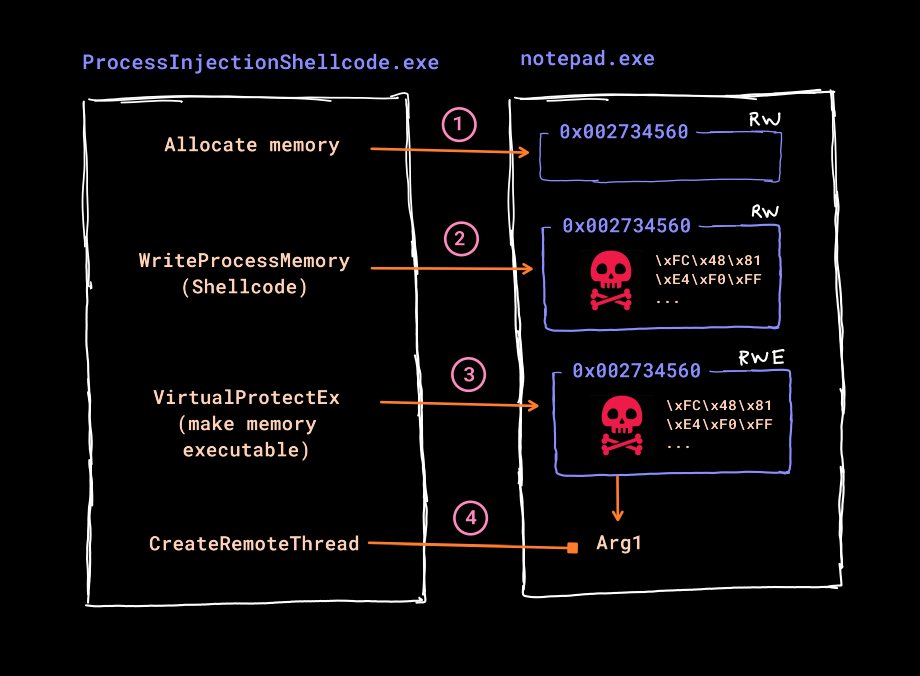 ProcessInjectionShellcode.exe
notepad.exe
Allocate memory
1
0x002734560
RW
WriteProcessMemory
(Shellcode)
2
0x002734560
RW
\xFC\x48\x81
\xE4\xF0\xFF
...
VirtualProtectEx
(make memory
executable)
3
0x002734560
RWE
\xFC\x48\x81
\xE4\xF0\xFF
...
CreateRemoteThread
4
Arg1